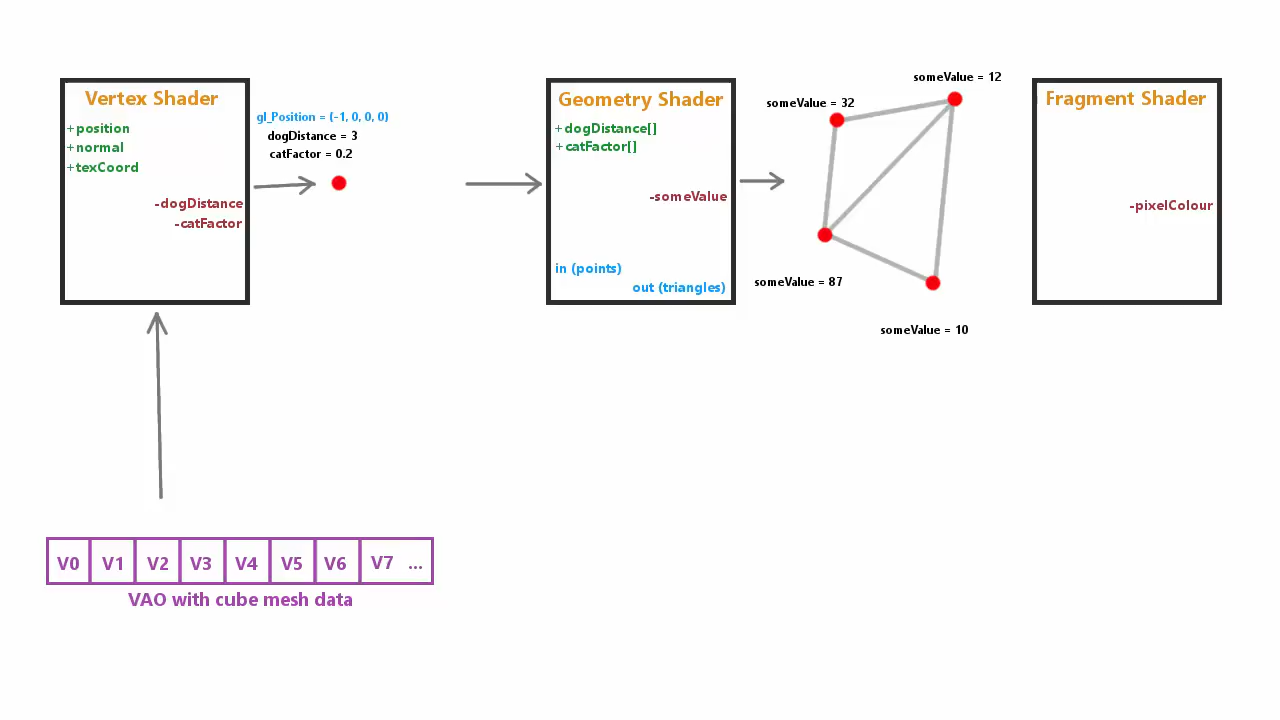 Vertex Shader
+position
+normal
+texCoord
-dogDistance
-catFactor
gl_Position = (-1, 0, 0, 0)
dogDistance = 3
catFactor = 0.2
Geometry Shader
+dogDistance[]
+catFactor[]
-someValue
in (points)
out (triangles)
someValue = 12
someValue = 32
someValue = 87
someValue = 10
Fragment Shader
-pixelColour
V0 V1 V2 V3 V4 V5 V6 V7 ...
VAO with cube mesh data